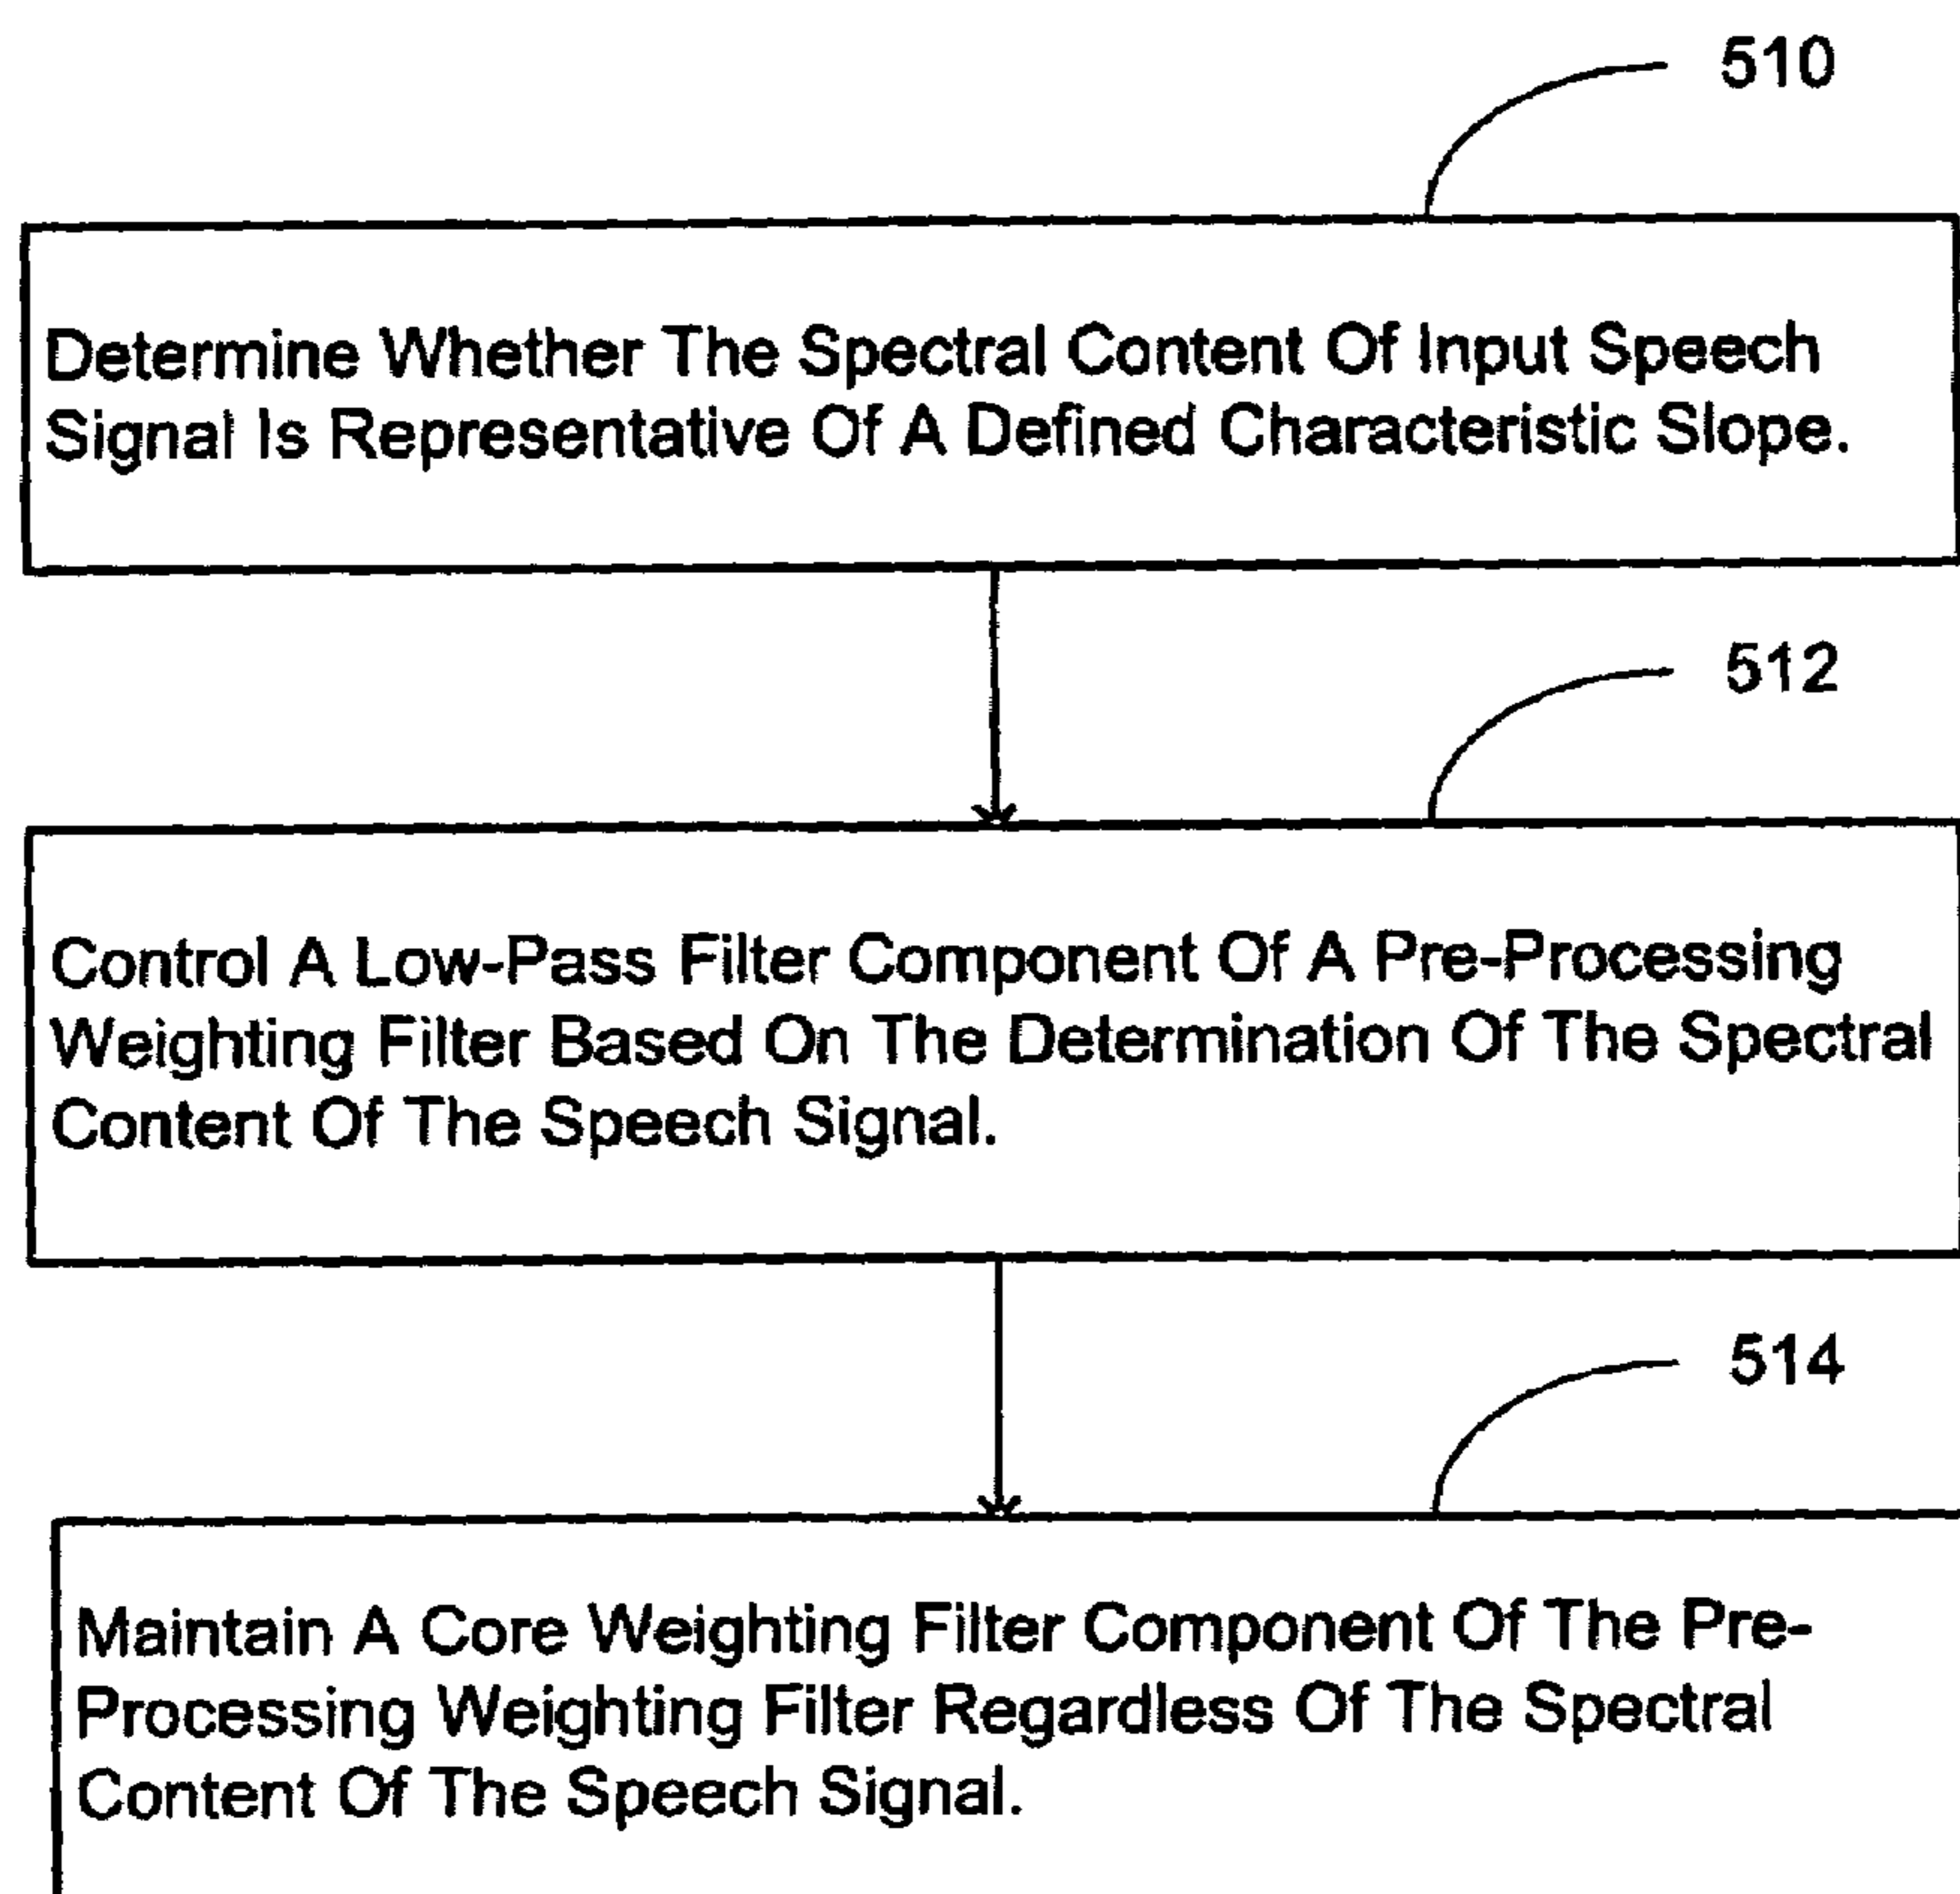 510
Determine Whether The Spectral Content Of Input Speech
Signal Is Representative Of A Defined Characteristic Slope.
512
Control A Low-Pass Filter Component Of A Pre-Processing
Weighting Filter Based On The Determination Of The Spectral
Content Of The Speech Signal.
514
Maintain A Core Weighting Filter Component Of The Pre-
Processing Weighting Filter Regardless Of The Spectral
Content Of The Speech Signal.